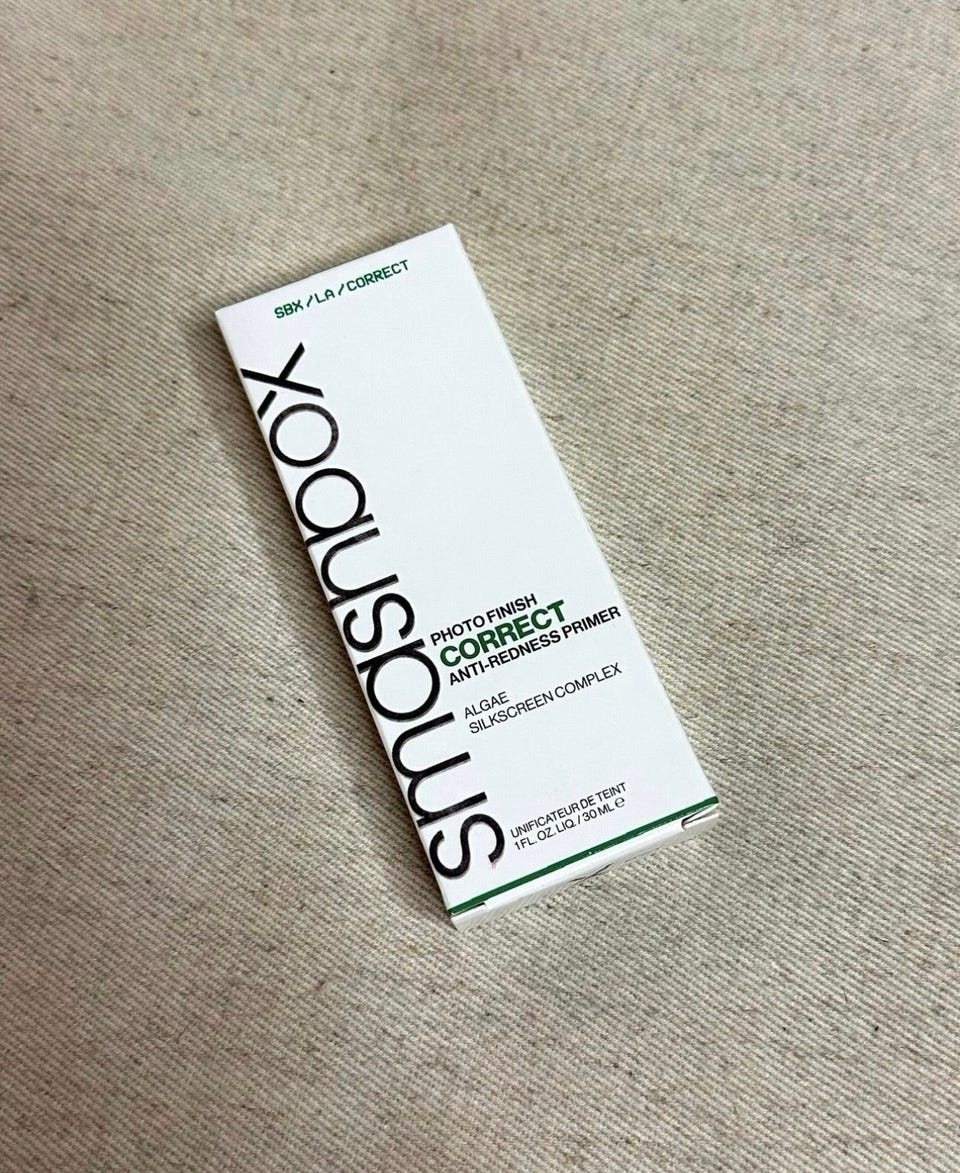 SBX / LA / CORRECT
smashbox
PHOTO FINISH
CORRECT
ANTI-REDNESS PRIMER
ALGAE
SILKSCREEN COMPLEX
UNIFICATEUR DE TEINT
1 FL. OZ. LIQ. / 30 ML ℮